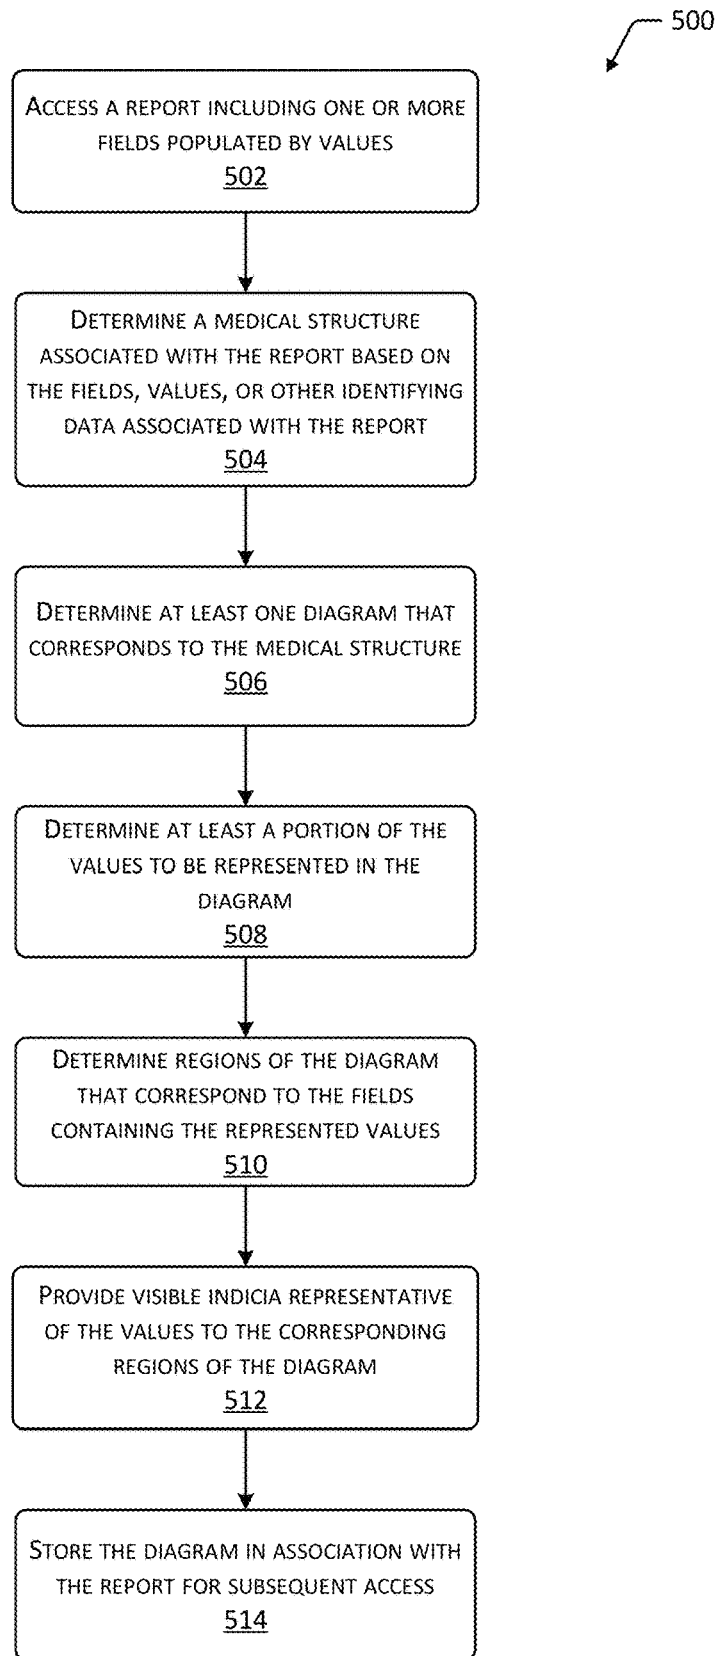 500
Access a report including one or more
fields populated by values
502
Determine a medical structure
associated with the report based on
the fields, values, or other identifying
data associated with the report
504
Determine at least one diagram that
corresponds to the medical structure
506
Determine at least a portion of the
values to be represented in the
diagram
508
Determine regions of the diagram
that correspond to the fields
containing the represented values
510
Provide visible indicia representative
of the values to the corresponding
regions of the diagram
512
Store the diagram in association with
the report for subsequent access
514